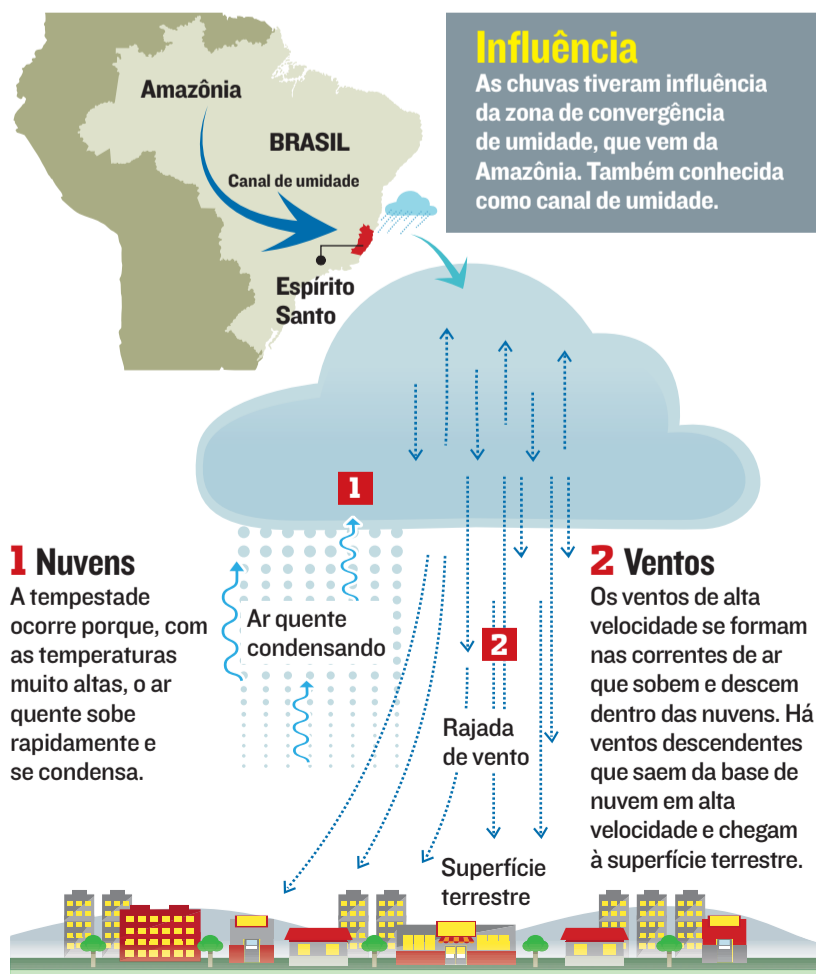 Amazônia
BRASIL
Canal de umidade
Espírito
Santo
Influência
As chuvas tiveram influência
da zona de convergência
de umidade, que vem da
Amazônia. Também conhecida
como canal de umidade.
1
1 Nuvens
A tempestade
ocorre porque, com
as temperaturas
muito altas, o ar
quente sobe
rapidamente e
se condensa.
Ar quente
condensando
2
Rajada
de vento
Superfície
terrestre
2 Ventos
Os ventos de alta
velocidade se formam
nas correntes de ar
que sobem e descem
dentro das nuvens. Há
ventos descendentes
que saem da base de
nuvem em alta
velocidade e chegam
à superfície terrestre.